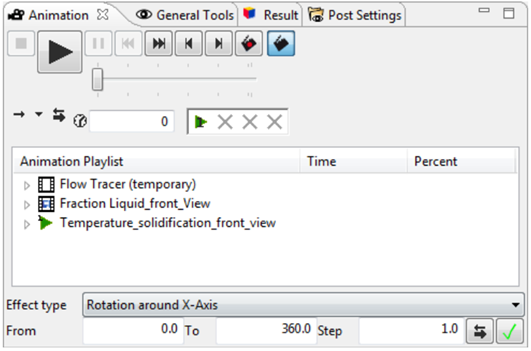 Animation General Tools Result Post Settings
0
Animation Playlist Time Percent
Flow Tracer (temporary)
Fraction Liquid_front_View
Temperature_solidification_front_view
Effect type Rotation around X-Axis
From 0.0 To 360.0 Step 1.0